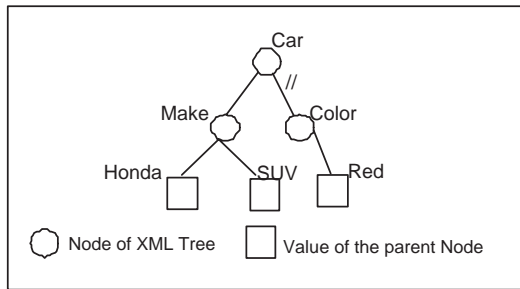 Car
//
Make
Color
Honda
SUV
Red
Node of XML Tree
Value of the parent Node